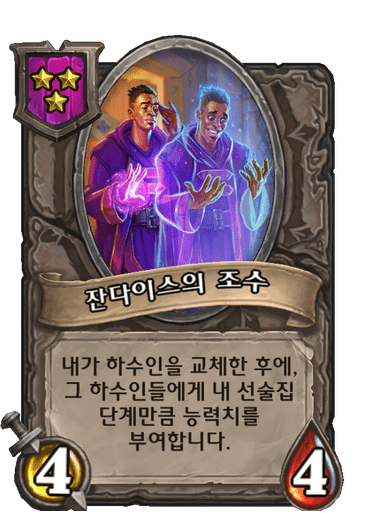 잔다이스의 조수
내가 하수인을 교체한 후에,
그 하수인들에게 내 선술집
단계만큼 능력치를
부여합니다.
4 4